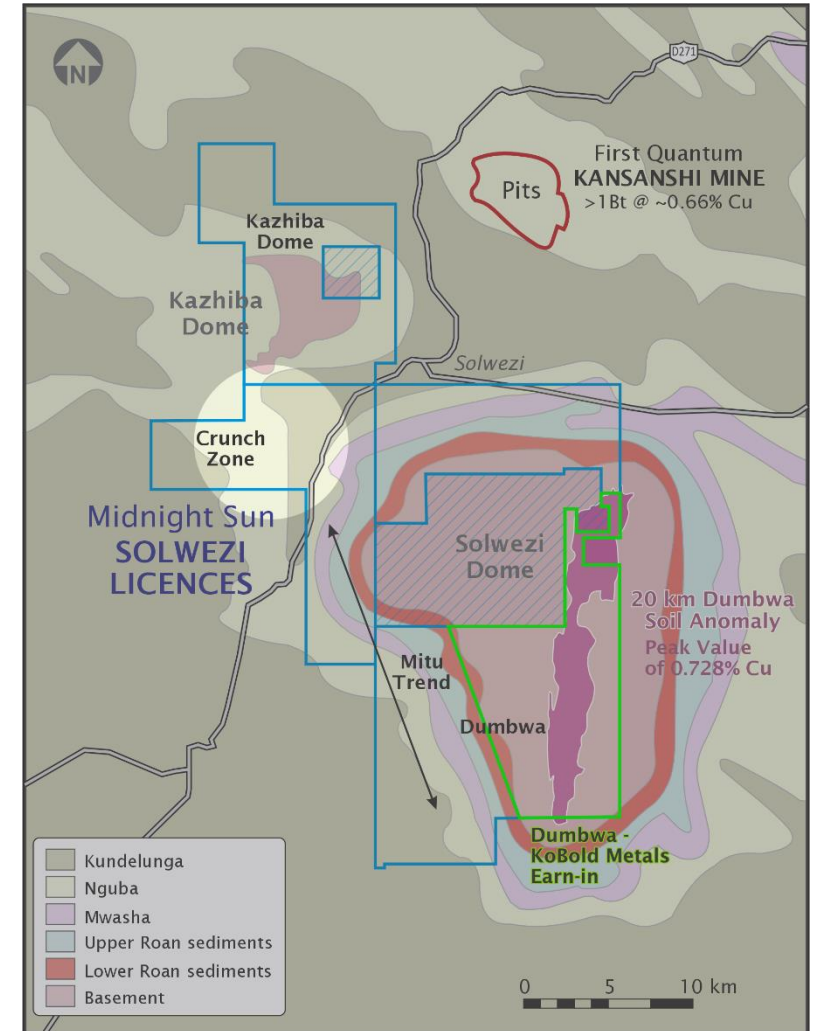 N
D271
First Quantum
KANSANSHI MINE
>1Bt @ ~0.66% Cu
Pits
Kazhiba
Dome
Kazhiba
Dome
Solwezi
Crunch
Zone
Midnight Sun
SOLWEZI
LICENCES
Solwezi
Dome
20 km Dumbwa
Soil Anomaly
Peak Value
of 0.728% Cu
Mitu
Trend
Dumbwa
Dumbwa -
KoBold Metals
Earn-in
Kundelunga
Nguba
Mwasha
Upper Roan sediments
Lower Roan sediments
Basement
0 5 10 km